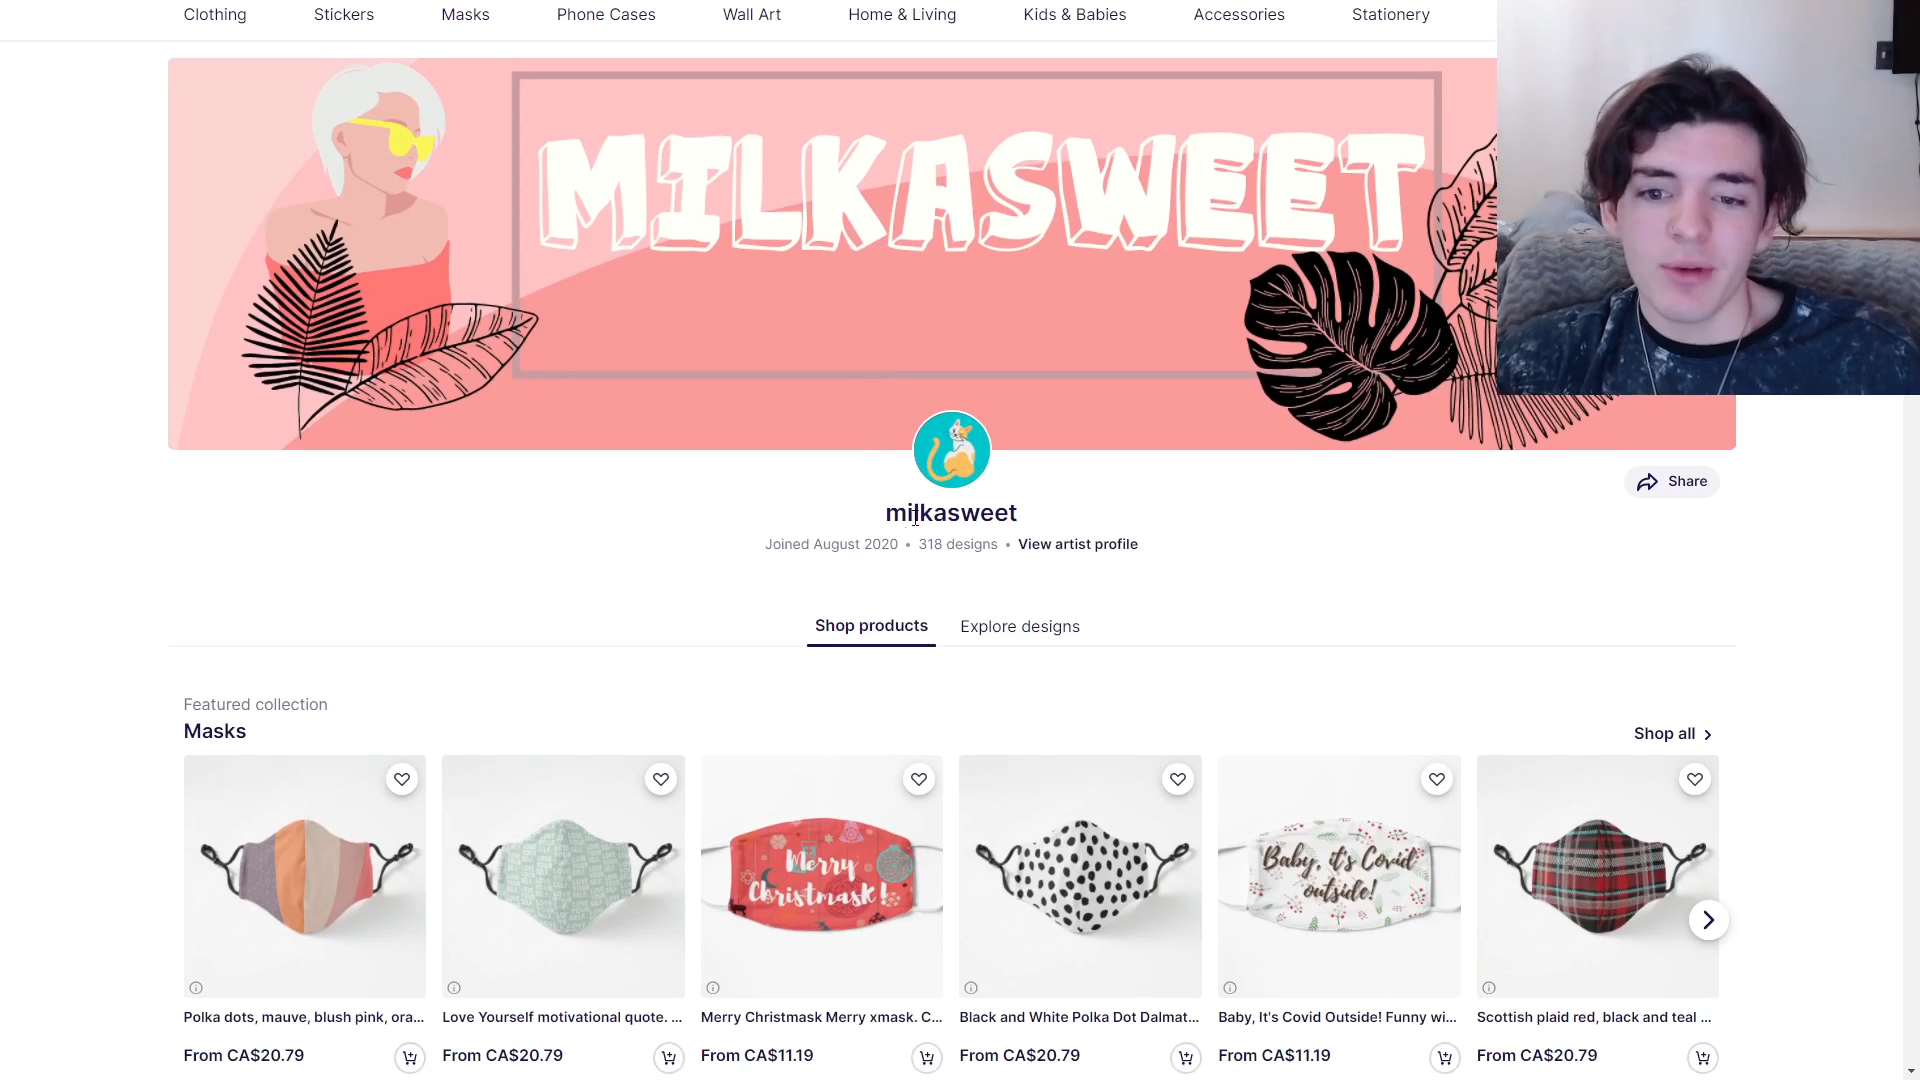 Clothing
Stickers
Masks
Phone Cases
Wall Art
Home & Living
Kids & Babies
Accessories
Stationery
MILKASWEET
milkasweet
Joined August 2020 • 318 designs • View artist profile
Share
Shop products
Explore designs
Featured collection
Masks
Shop all
Merry
Christmask!
Baby, it's Covid
outside!
Polka dots, mauve, blush pink, ora...
Love Yourself motivational quote. ...
Merry Christmask Merry xmask. C...
Black and White Polka Dot Dalmat...
Baby, It's Covid Outside! Funny wi...
Scottish plaid red, black and teal ...
From CA$20.79
From CA$20.79
From CA$11.19
From CA$20.79
From CA$11.19
From CA$20.79